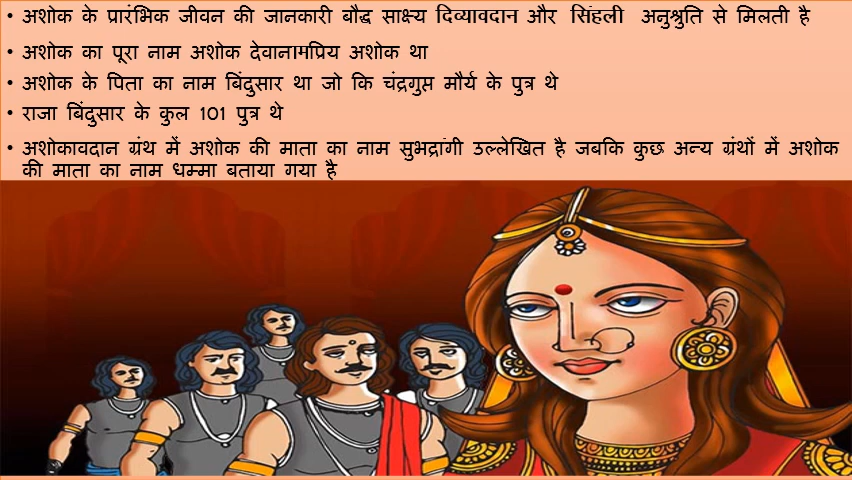 • अशोक के प्रारंभिक जीवन की जानकारी बौद्ध साक्ष्य दिव्यावदान और सिंहली अनुश्रुति से मिलती है
• अशोक का पूरा नाम अशोक देवानामप्रिय अशोक था
• अशोक के पिता का नाम बिंदुसार था जो कि चंद्रगुप्त मौर्य के पुत्र थे
• राजा बिंदुसार के कुल 101 पुत्र थे
• अशोकावदान ग्रंथ में अशोक की माता का नाम सुभद्रांगी उल्लेखित है जबकि कुछ अन्य ग्रंथों में अशोक
की माता का नाम धम्मा बताया गया है